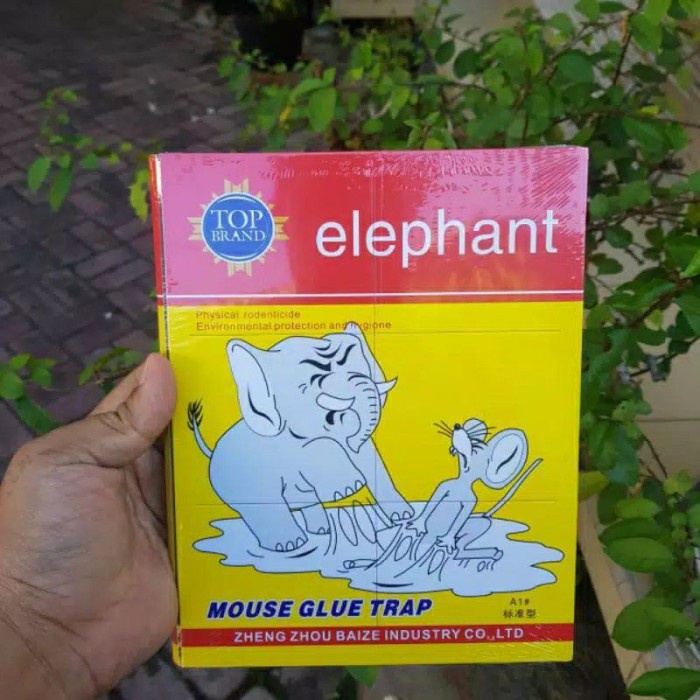 TOP
BRAND
elephant
Physical rodenticide
Environmental protection and hygione
MOUSE GLUE TRAP
A1#
标准型
ZHENG ZHOU BAIZE INDUSTRY CO.,LTD